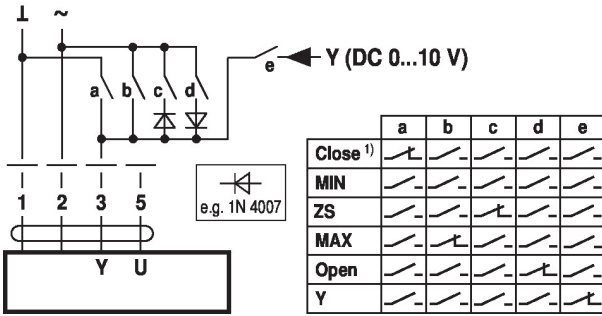 ⊥ ~
e Y (DC 0...10 V)
a b c d
1 2 3 5
e.g. 1N 4007
Y U
a b c d e
Close 1)
MIN
ZS
MAX
Open
Y